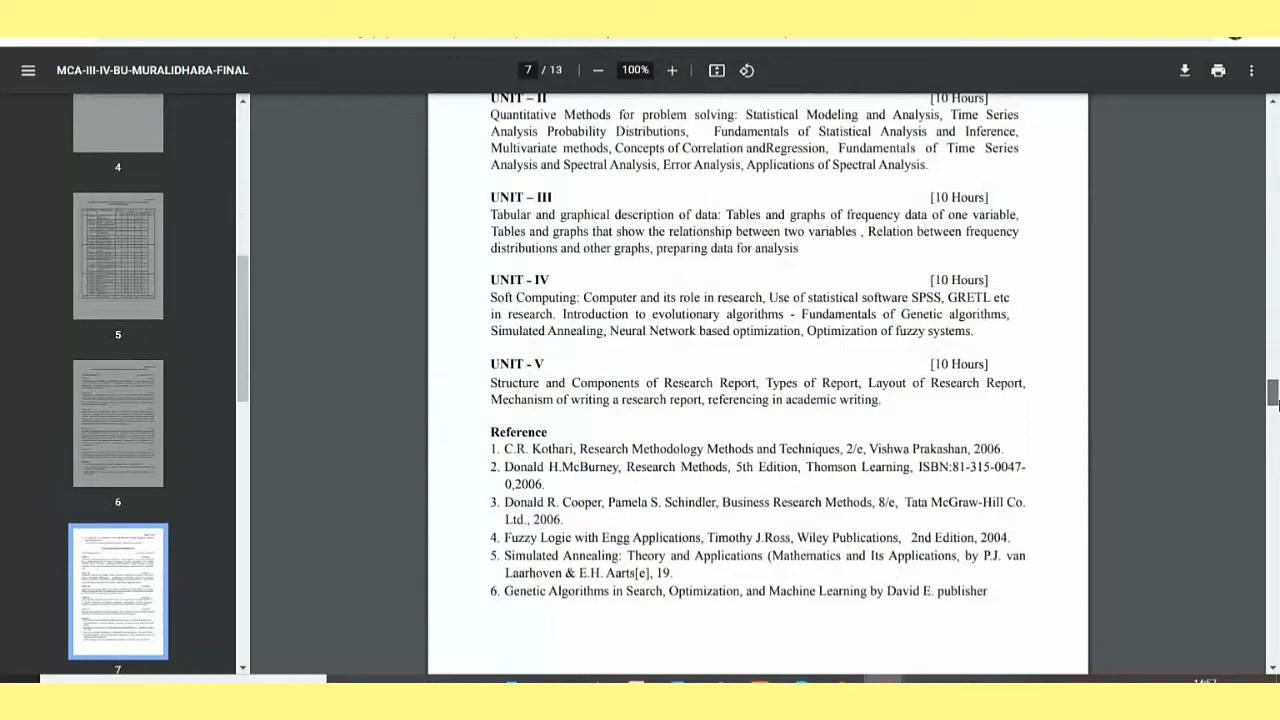 MCA-III-IV-BU-MURALIDHARA-FINAL
7 / 13
100%
4
5
6
7
UNIT – II [10 Hours]
Quantitative Methods for problem solving: Statistical Modeling and Analysis, Time Series
Analysis Probability Distributions, Fundamentals of Statistical Analysis and Inference,
Multivariate methods, Concepts of Correlation andRegression, Fundamentals of Time Series
Analysis and Spectral Analysis, Error Analysis, Applications of Spectral Analysis.
UNIT – III [10 Hours]
Tabular and graphical description of data: Tables and graphs of frequency data of one variable,
Tables and graphs that show the relationship between two variables , Relation between frequency
distributions and other graphs, preparing data for analysis
UNIT - IV [10 Hours]
Soft Computing: Computer and its role in research, Use of statistical software SPSS, GRETL etc
in research. Introduction to evolutionary algorithms - Fundamentals of Genetic algorithms,
Simulated Annealing, Neural Network based optimization, Optimization of fuzzy systems.
UNIT - V [10 Hours]
Structure and Components of Research Report, Types of Report, Layout of Research Report,
Mechanism of writing a research report, referencing in academic writing.
Reference
1. C.R. Kothari, Research Methodology Methods and Techniques, 2/e, Vishwa Prakashan, 2006.
2. Donald H.McBurney, Research Methods, 5th Edition, Thomson Learning, ISBN:81-315-0047-
0,2006.
3. Donald R. Cooper, Pamela S. Schindler, Business Research Methods, 8/e, Tata McGraw-Hill Co.
Ltd., 2006.
4. Fuzzy Logic with Engg Applications, Timothy J.Ross, Wiley Publications, 2nd Edition, 2004.
5. Simulated Annealing: Theory and Applications (Mathematics and Its Applications, by P.J. van
Laarhoven & E.H. Aarts[e], 19.
6. Genetic Algorithms in Search, Optimization, and Machine Learning by David E. publisher